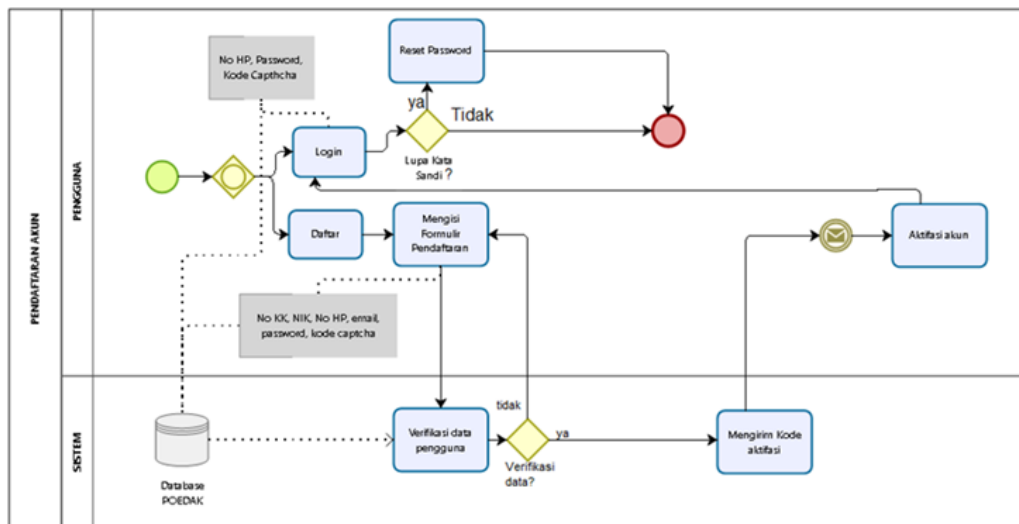 PENDAFTARAN AKUN
PENGGUNA
No HP, Password,
Kode Capthcha
Reset Password
ya
Tidak
Login
Lupa Kata
Sandi ?
Daftar
Mengisi
Formulir
Pendaftaran
Aktifasi akun
No KK, NIK, No HP, email,
password, kode captcha
SISTEM
tidak
Verifikasi data
pengguna
ya
Verifikasi
data?
Mengirim Kode
aktifasi
Database
POEDAK